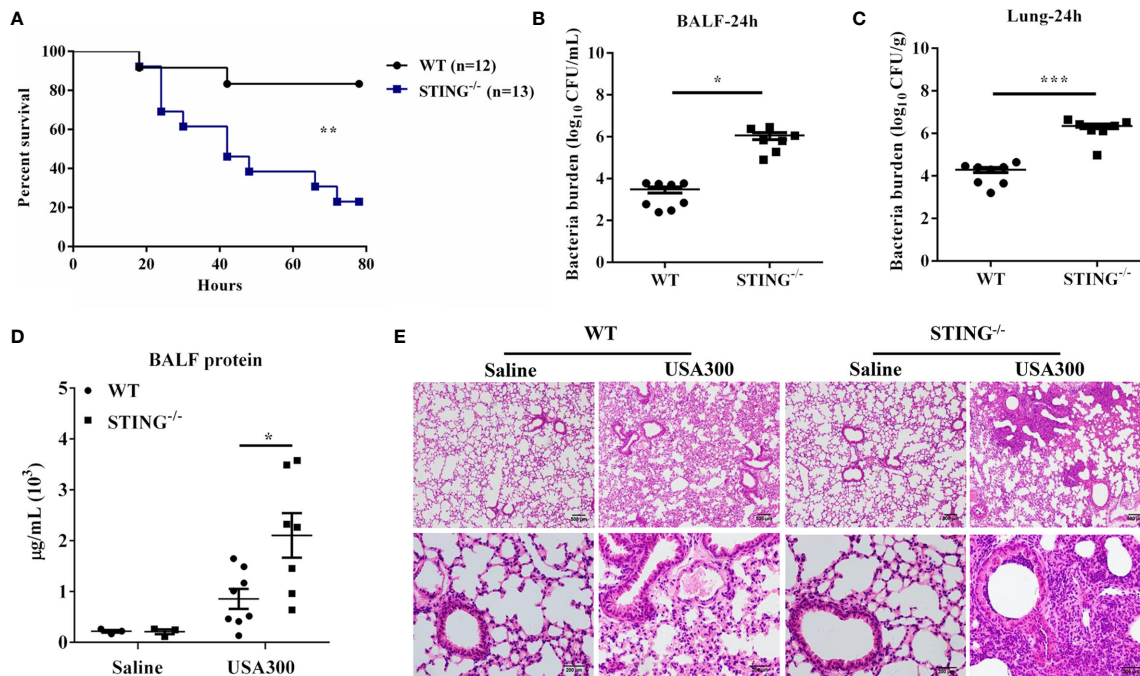 A
WT (n=12)
STING-/- (n=13)
**
Percent survival
100
80
60
40
20
0
0 20 40 60 80
Hours
B
BALF-24h
Bacteria burden (log10 CFU/mL)
10
8
6
4
2
0
*
WT STING-/-
C
Lung-24h
Bacteria burden (log10 CFU/g)
10
8
6
4
2
0
***
WT STING-/-
D
BALF protein
WT
STING-/-
µg/mL (10³)
5
4
3
2
1
0
*
Saline USA300
E
WT STING-/-
Saline USA300 Saline USA300